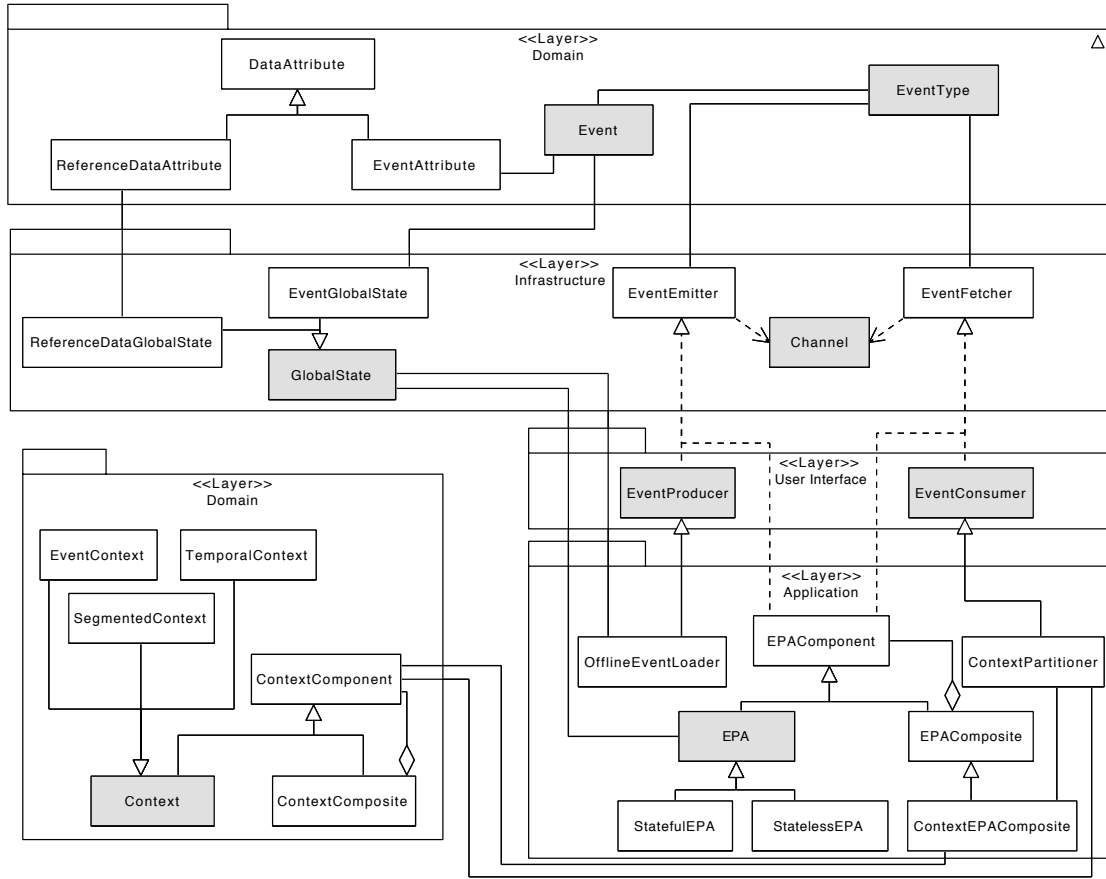 <<Layer>>
Domain
DataAttribute
EventType
Event
ReferenceDataAttribute
EventAttribute
<<Layer>>
Infrastructure
EventGlobalState
EventEmitter
EventFetcher
ReferenceDataGlobalState
Channel
GlobalState
<<Layer>>
User Interface
EventProducer
EventConsumer
<<Layer>>
Domain
EventContext
TemporalContext
SegmentedContext
ContextComponent
Context
ContextComposite
<<Layer>>
Application
EPAComponent
OfflineEventLoader
ContextPartitioner
EPA
EPAComposite
StatefulEPA
StatelessEPA
ContextEPAComposite